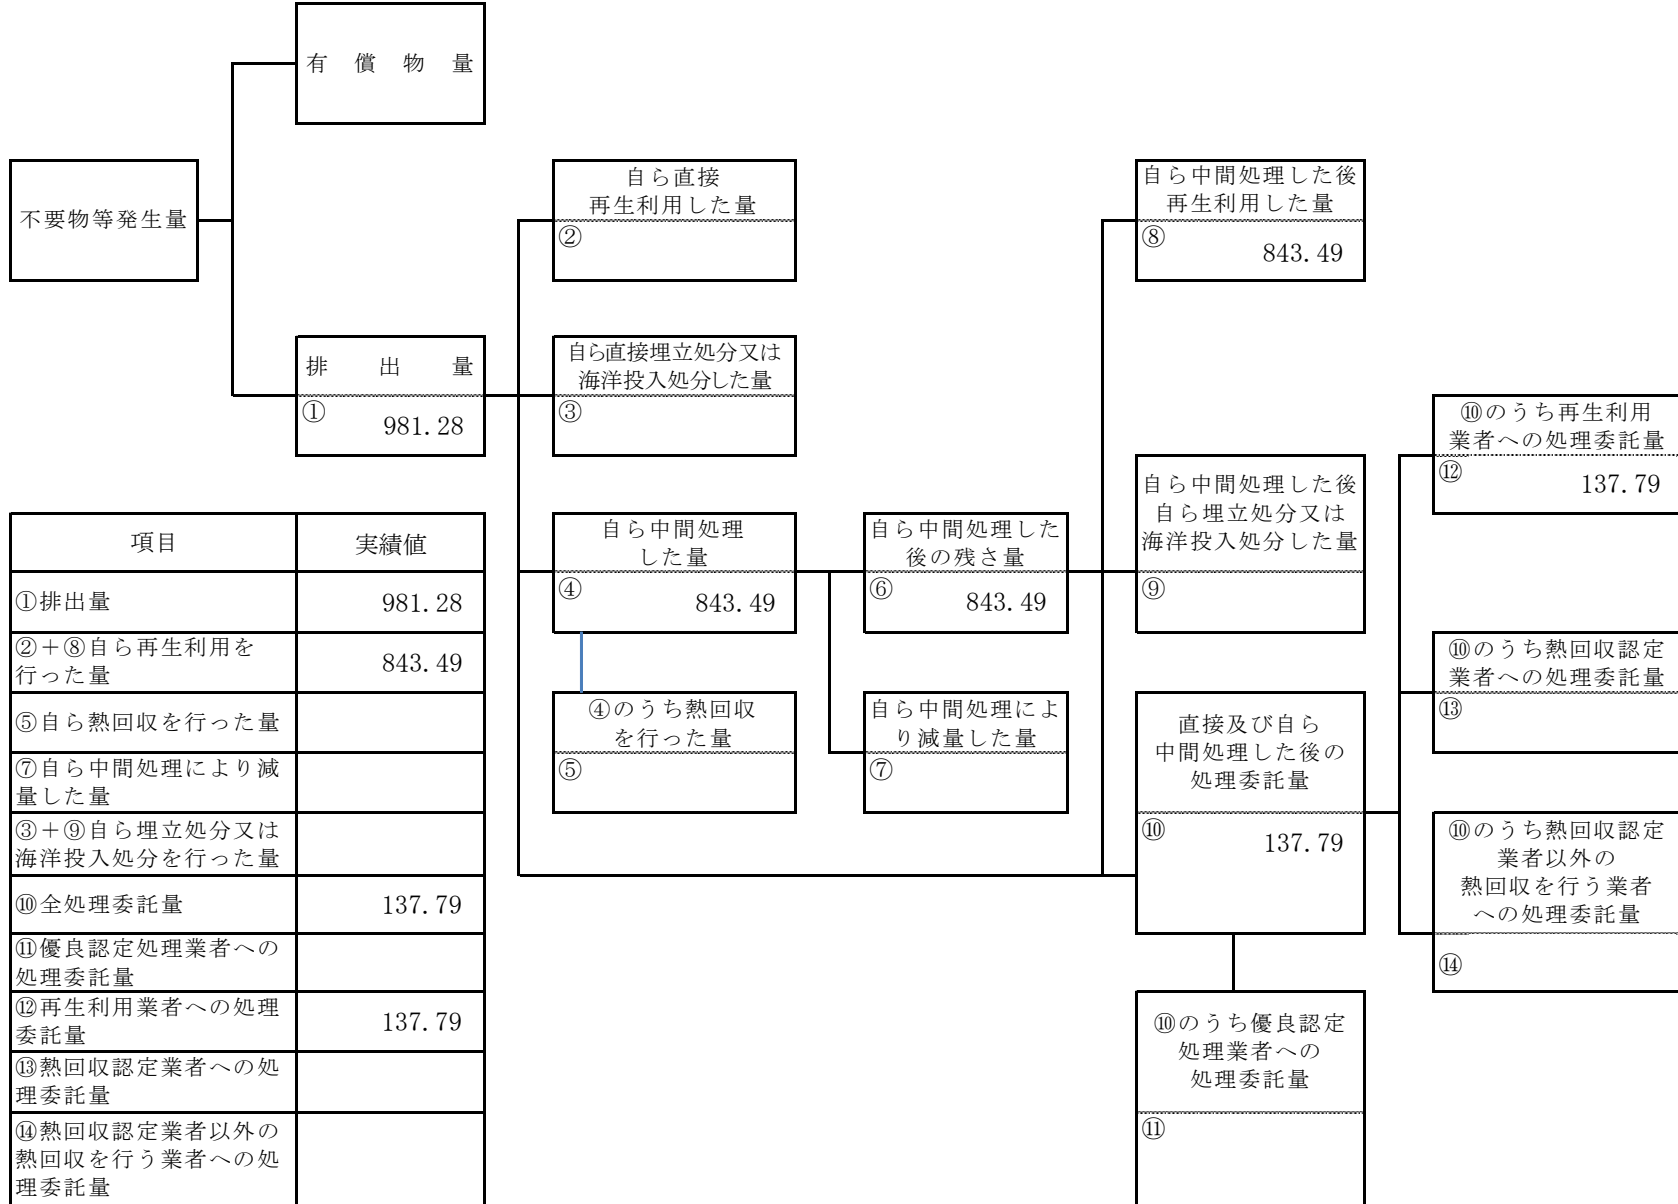 有償物量
不要物等発生量
自ら直接
再生利用した量
②
自ら中間処理した後
再生利用した量
⑧
843.49
排出量
①
981.28
自ら直接埋立処分又は
海洋投入処分した量
③
⑩のうち再生利用
業者への処理委託量
⑫
137.79
自ら中間処理した後
自ら埋立処分又は
海洋投入処分した量
⑨
自ら中間処理
した量
④
843.49
自ら中間処理した
後の残さ量
⑥
843.49
⑩のうち熱回収認定
業者への処理委託量
⑬
④のうち熱回収
を行った量
⑤
自ら中間処理によ
り減量した量
⑦
直接及び自ら
中間処理した後の
処理委託量
⑩
137.79
⑩のうち熱回収認定
業者以外の
熱回収を行う業者
への処理委託量
⑭
⑩のうち優良認定
処理業者への
処理委託量
⑪
項目 実績値
①排出量 981.28
②＋⑧自ら再生利用を
行った量 843.49
⑤自ら熱回収を行った量
⑦自ら中間処理により減
量した量
③＋⑨自ら埋立処分又は
海洋投入処分を行った量
⑩全処理委託量 137.79
⑪優良認定処理業者への
処理委託量
⑫再生利用業者への処理
委託量 137.79
⑬熱回収認定業者への処
理委託量
⑭熱回収認定業者以外の
熱回収を行う業者への処
理委託量